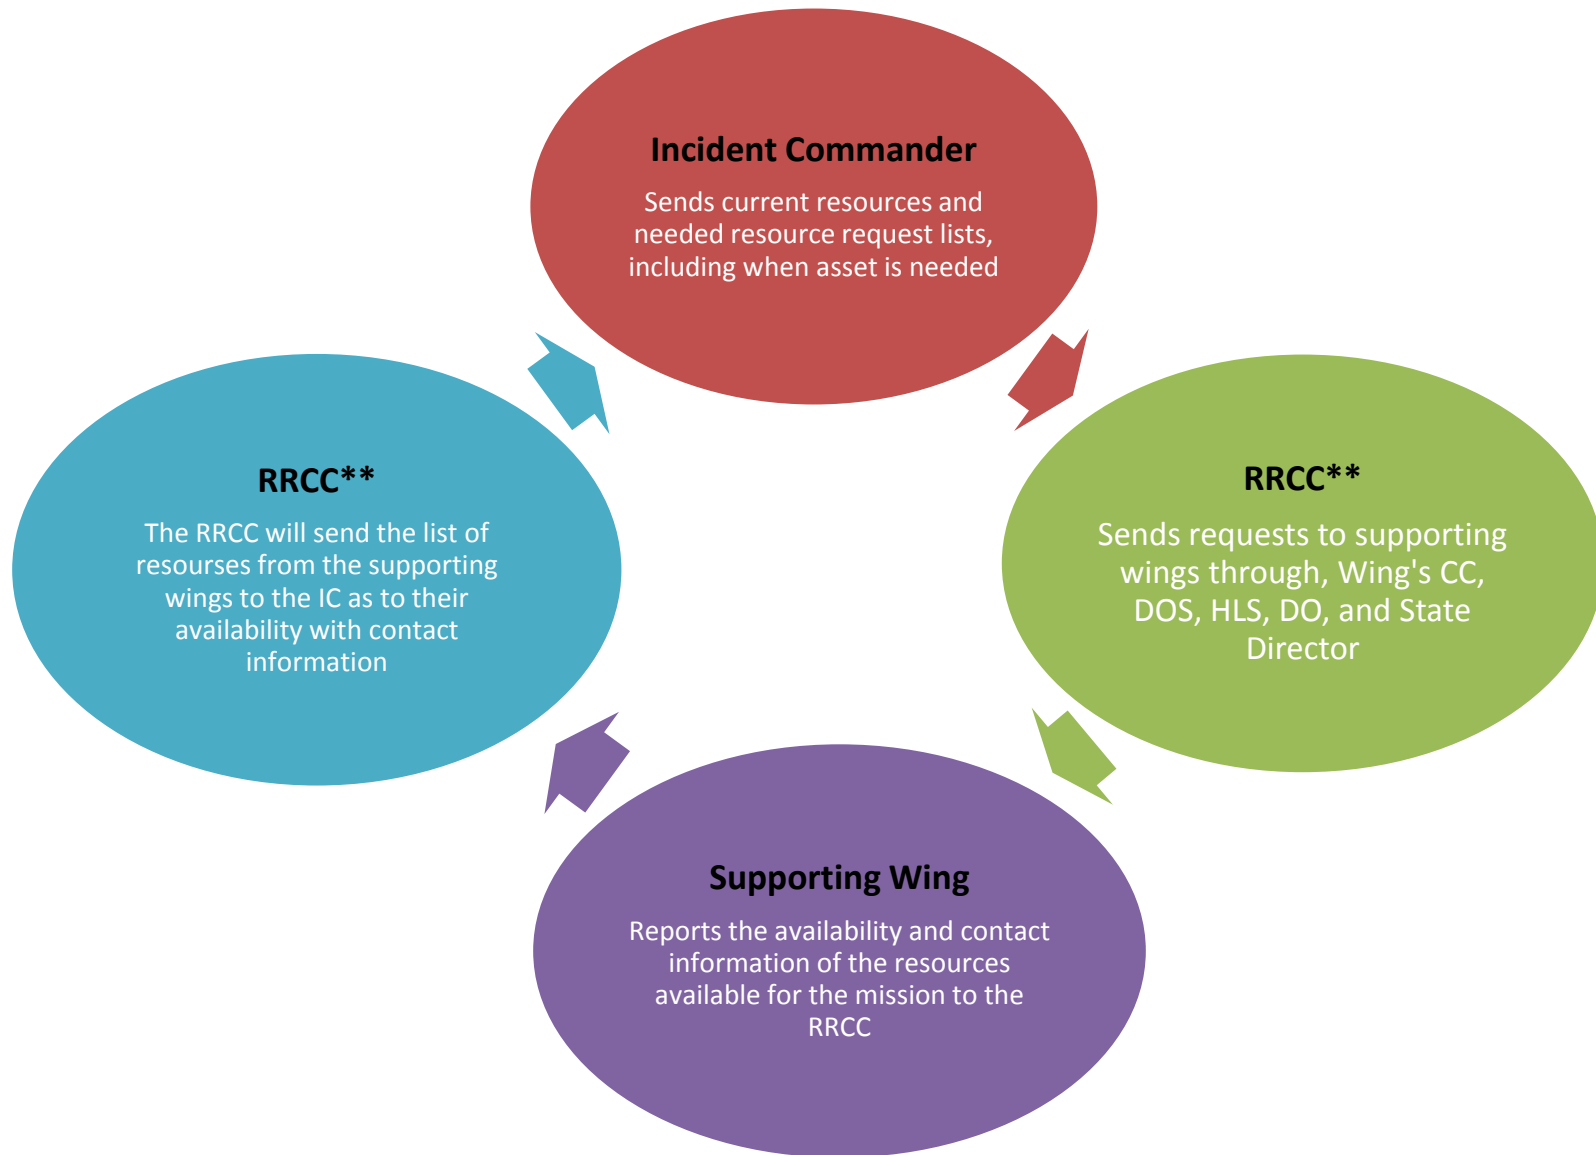 Incident Commander
Sends current resources and
needed resource request lists,
including when asset is needed
RRCC**
Sends requests to supporting
wings through, Wing's CC,
DOS, HLS, DO, and State
Director
Supporting Wing
Reports the availability and contact
information of the resources
available for the mission to the
RRCC
RRCC**
The RRCC will send the list of
resourses from the supporting
wings to the IC as to their
availability with contact
information